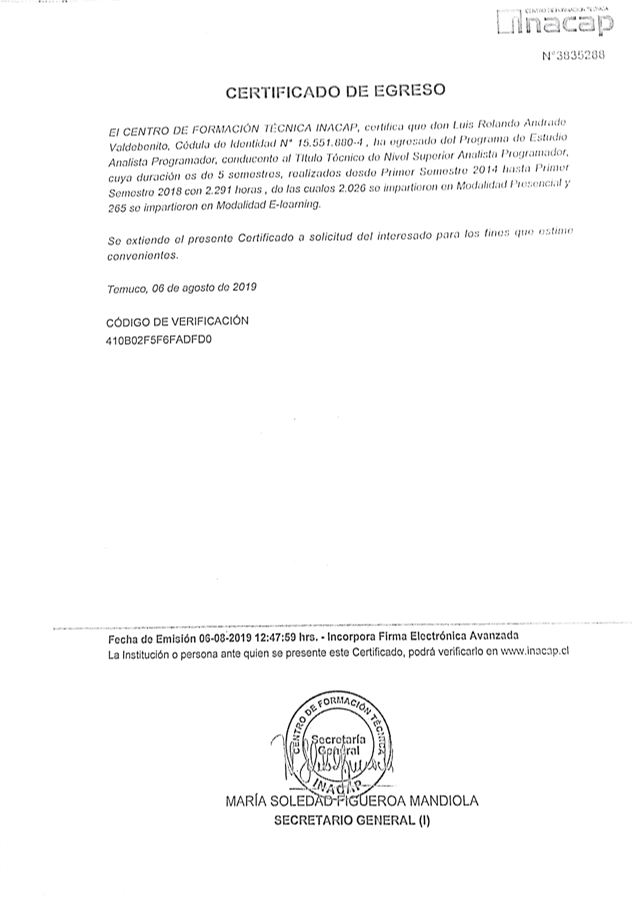 CENTRO DE FORMACIÓN TÉCNICA
inacap
N°3835288
CERTIFICADO DE EGRESO
El CENTRO DE FORMACIÓN TÉCNICA INACAP, certifica que don Luis Rolando Andrade
Valdebenito, Cédula de Identidad N° 15.551.880-4 , ha egresado del Programa de Estudio
Analista Programador, conducente al Título Técnico de Nivel Superior Analista Programador,
cuya duración es de 5 semestres, realizados desde Primer Semestre 2014 hasta Primer
Semestre 2018 con 2.291 horas , de las cuales 2.026 se impartieron en Modalidad Presencial y
265 se impartieron en Modalidad E-learning.
Se extiende el presente Certificado a solicitud del interesado para los fines que estime
convenientes.
Temuco, 06 de agosto de 2019
CÓDIGO DE VERIFICACIÓN
410B02F5F6FADFD0
Fecha de Emisión 06-08-2019 12:47:59 hrs. - Incorpora Firma Electrónica Avanzada
La Institución o persona ante quien se presente este Certificado, podrá verificarlo en www.inacap.cl
CENTRO DE FORMACIÓN TÉCNICA
Secretaría
General
INACAP
MARÍA SOLEDAD FIGUEROA MANDIOLA
SECRETARIO GENERAL (I)